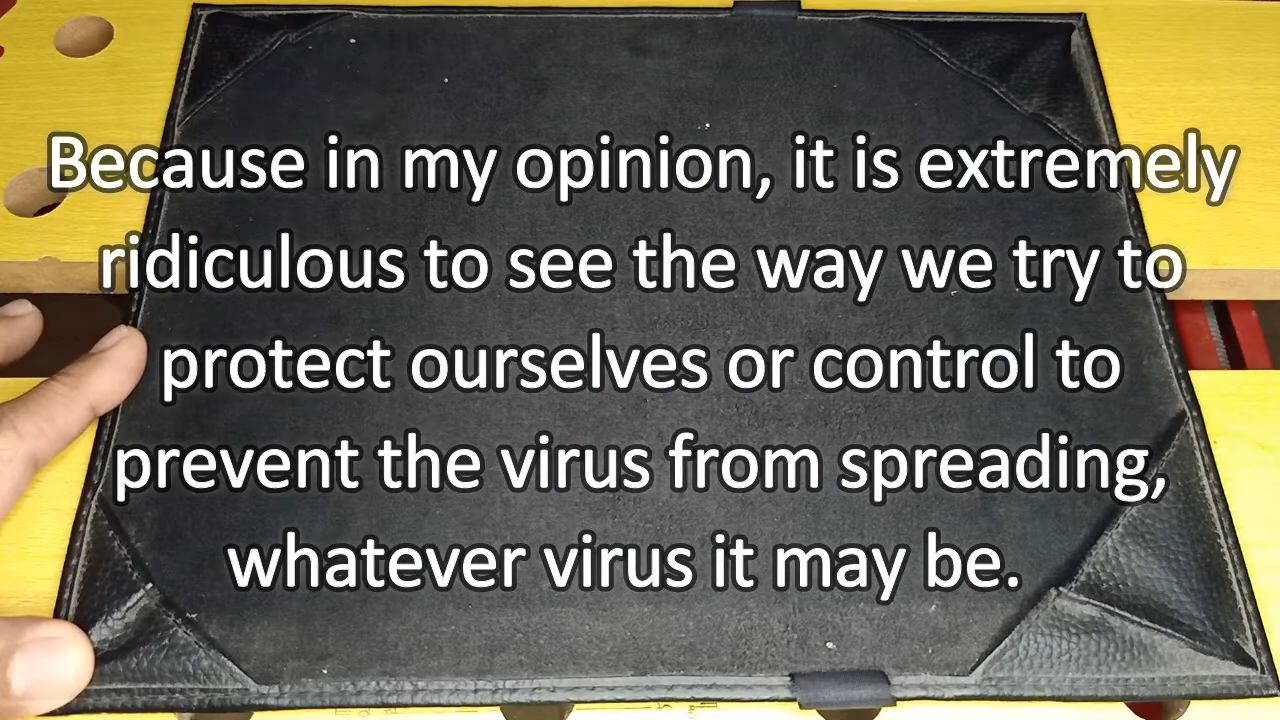 Because in my opinion, it is extremely
ridiculous to see the way we try to
protect ourselves or control to
prevent the virus from spreading,
whatever virus it may be.